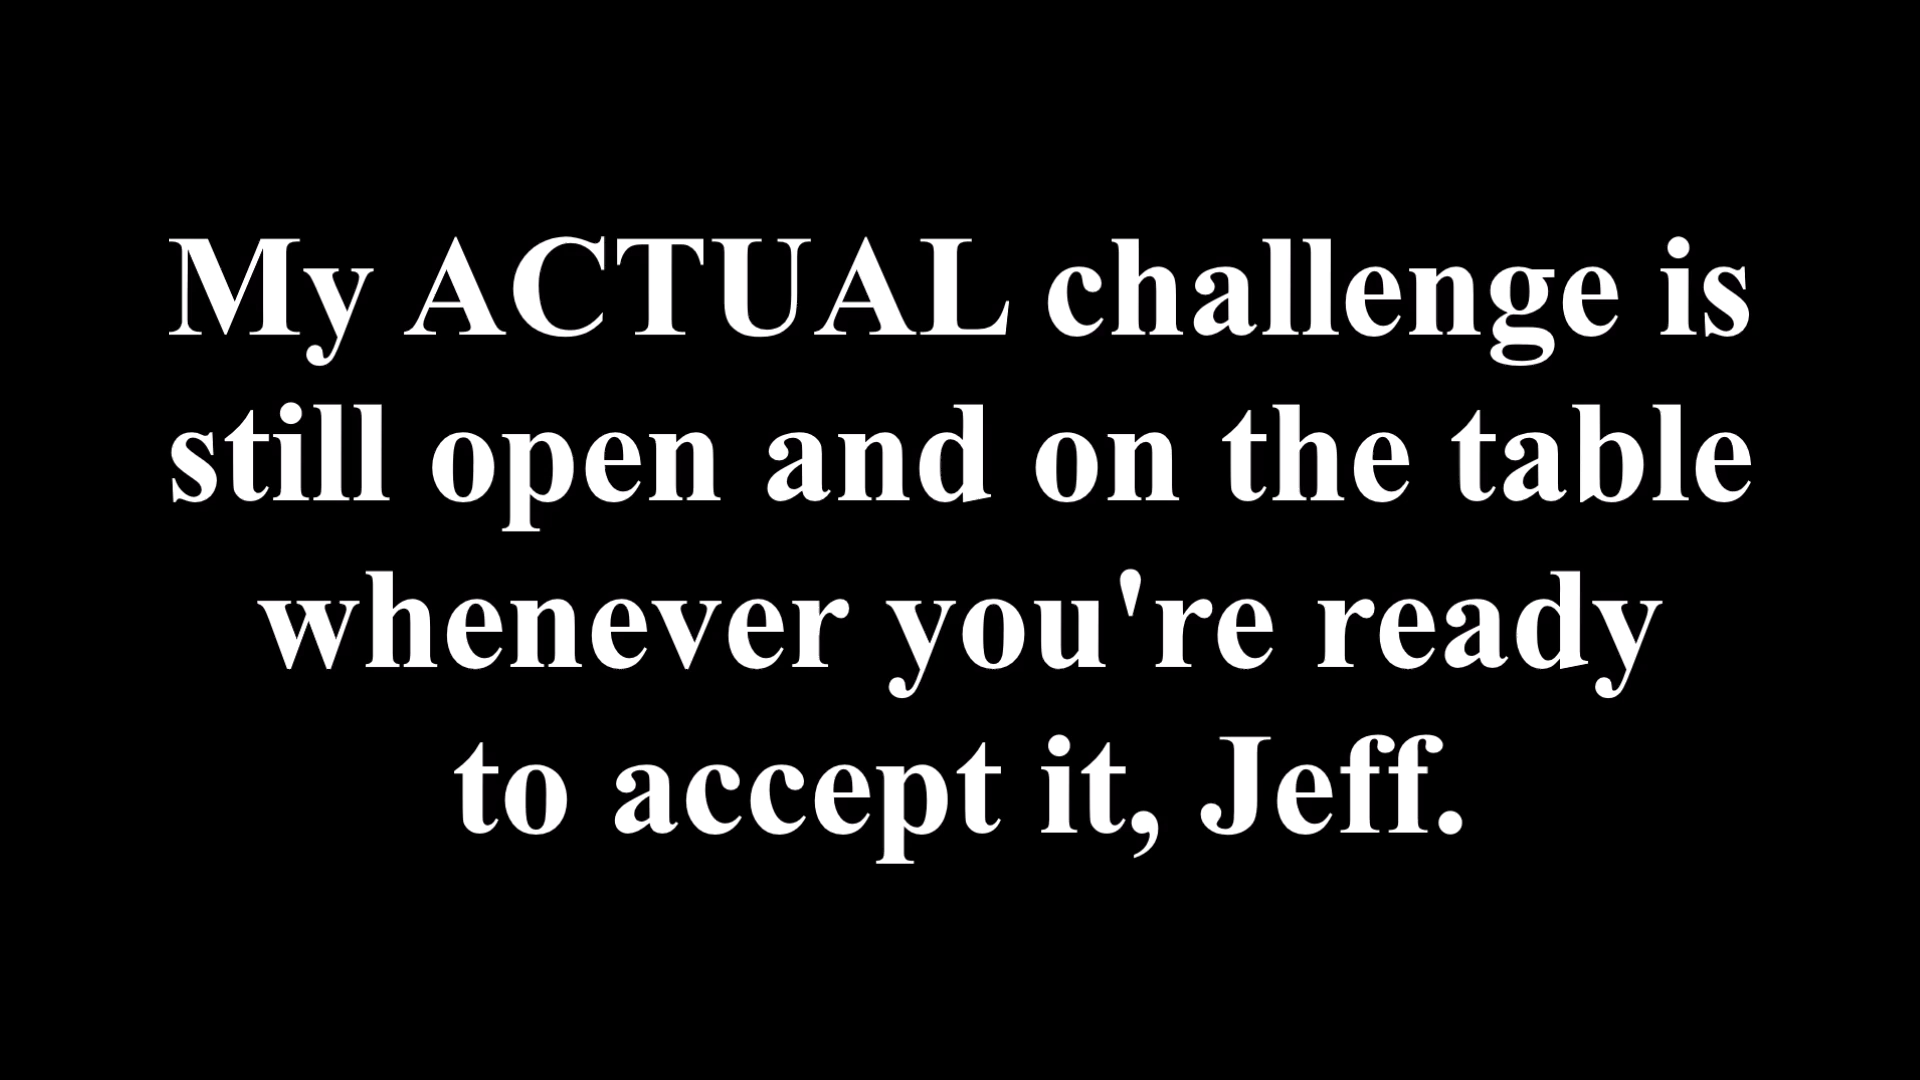 My ACTUAL challenge is
still open and on the table
whenever you're ready
to accept it, Jeff.